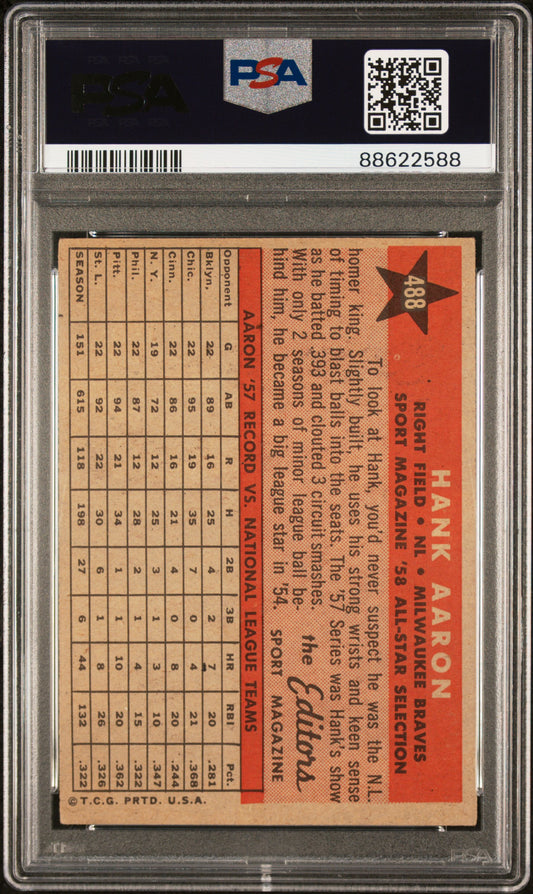 PSA
PSA
88622588
488
HANK AARON
RIGHT FIELD • NL • MILWAUKEE BRAVES
SPORT MAGAZINE '58 ALL-STAR SELECTION
To look at Hank, you'd never suspect he was the N.L.
homer king. Slightly built, he uses his strong wrists and keen sense
of timing to blast balls into the seats. The '57 Series was Hank's show
as he batted .393 and clouted 3 circuit smashes.
With only 2 seasons of minor league ball be-
hind him, he became a big league star in '54.
the Editors
SPORT MAGAZINE
AARON '57 RECORD VS. NATIONAL LEAGUE TEAMS
Opponent G AB R H 2B 3B HR RBI Pct.
Bklyn. 22 89 16 25 4 2 7 20 .281
Chic. 22 95 19 35 7 0 4 21 .368
Cinn. 22 86 16 21 4 0 8 20 .244
N. Y. 19 72 12 25 3 1 3 10 .347
Phil. 22 87 12 28 2 1 4 15 .322
Pitt. 22 94 21 34 1 1 10 20 .362
St. L. 22 92 22 30 6 1 8 26 .326
SEASON 151 615 118 198 27 6 44 132 .322
© T.C.G. PRTD. U.S.A.
PSA